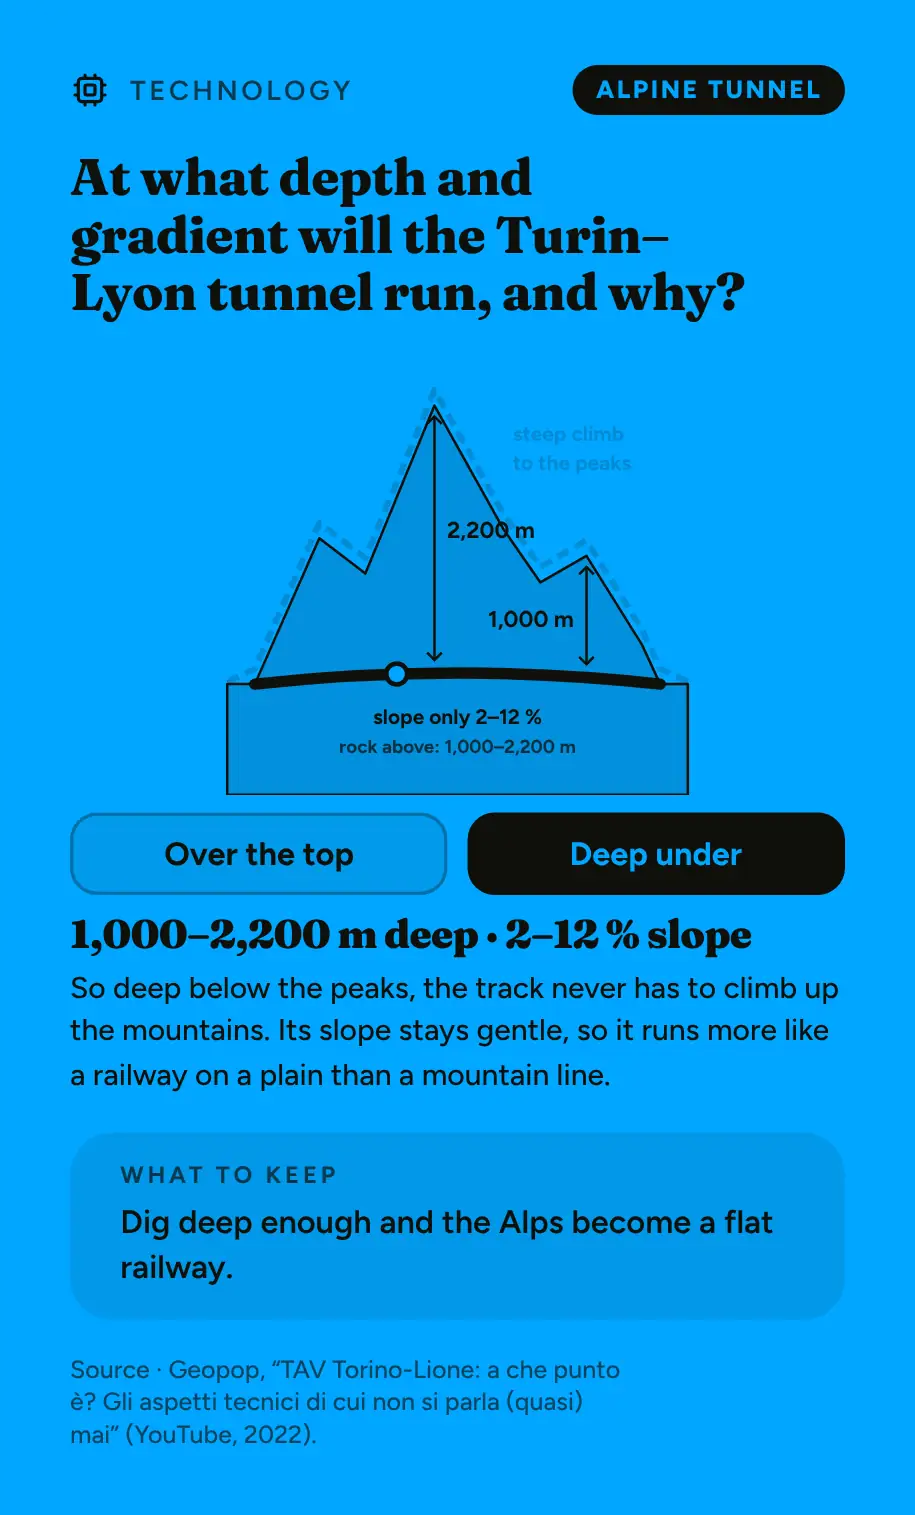 TECHNOLOGY
ALPINE TUNNEL
At what depth and
gradient will the Turin–
Lyon tunnel run, and why?
steep climb
to the peaks
2,200 m
1,000 m
slope only 2–12 %
rock above: 1,000–2,200 m
Over the top
Deep under
1,000–2,200 m deep · 2–12 % slope
So deep below the peaks, the track never has to climb up
the mountains. Its slope stays gentle, so it runs more like
a railway on a plain than a mountain line.
WHAT TO KEEP
Dig deep enough and the Alps become a flat
railway.
Source · Geopop, “TAV Torino-Lione: a che punto
è? Gli aspetti tecnici di cui non si parla (quasi)
mai” (YouTube, 2022).